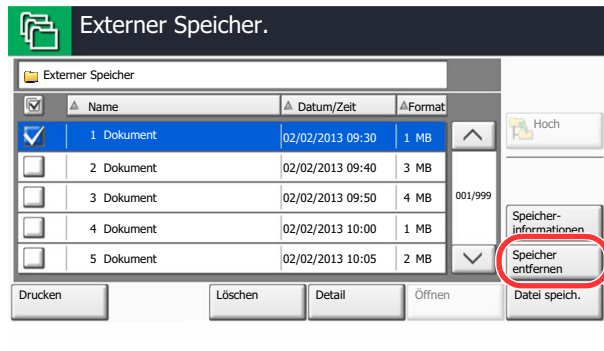 Externer Speicher.
Externer Speicher
Name Datum/Zeit Format
1 Dokument 02/02/2013 09:30 1 MB
2 Dokument 02/02/2013 09:40 3 MB
3 Dokument 02/02/2013 09:50 4 MB
4 Dokument 02/02/2013 10:00 1 MB
5 Dokument 02/02/2013 10:05 2 MB
001/999
Hoch
Speicher-
informationen
Speicher
entfernen
Drucken Löschen Detail Öffnen Datei speich.